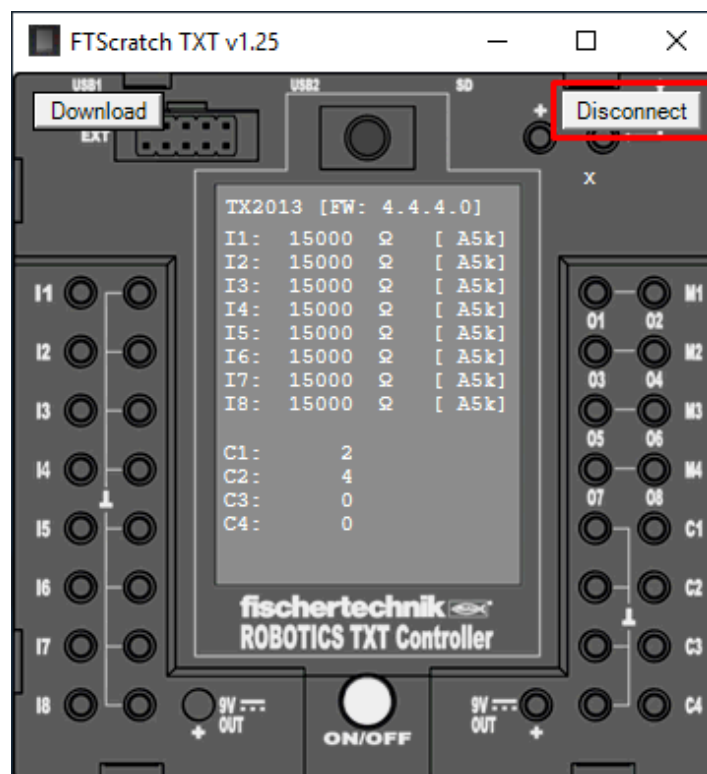 FTScratch TXT v1.25
USB1 USB2 SD
Download
Disconnect
EXT
+
X
TX2013 [FW: 4.4.4.0]
I1: 15000 Ω [ A5k]
I2: 15000 Ω [ A5k]
I3: 15000 Ω [ A5k]
I4: 15000 Ω [ A5k]
I5: 15000 Ω [ A5k]
I6: 15000 Ω [ A5k]
I7: 15000 Ω [ A5k]
I8: 15000 Ω [ A5k]
C1: 2
C2: 4
C3: 0
C4: 0
fischertechnik
ROBOTICS TXT Controller
I1
I2
I3
I4
I5
I6
I7
I8
M1
O1 O2
M2
O3 O4
M3
O5 O6
M4
O7 O8
C1
C2
C3
C4
9V OUT
+
ON/OFF
9V OUT
+